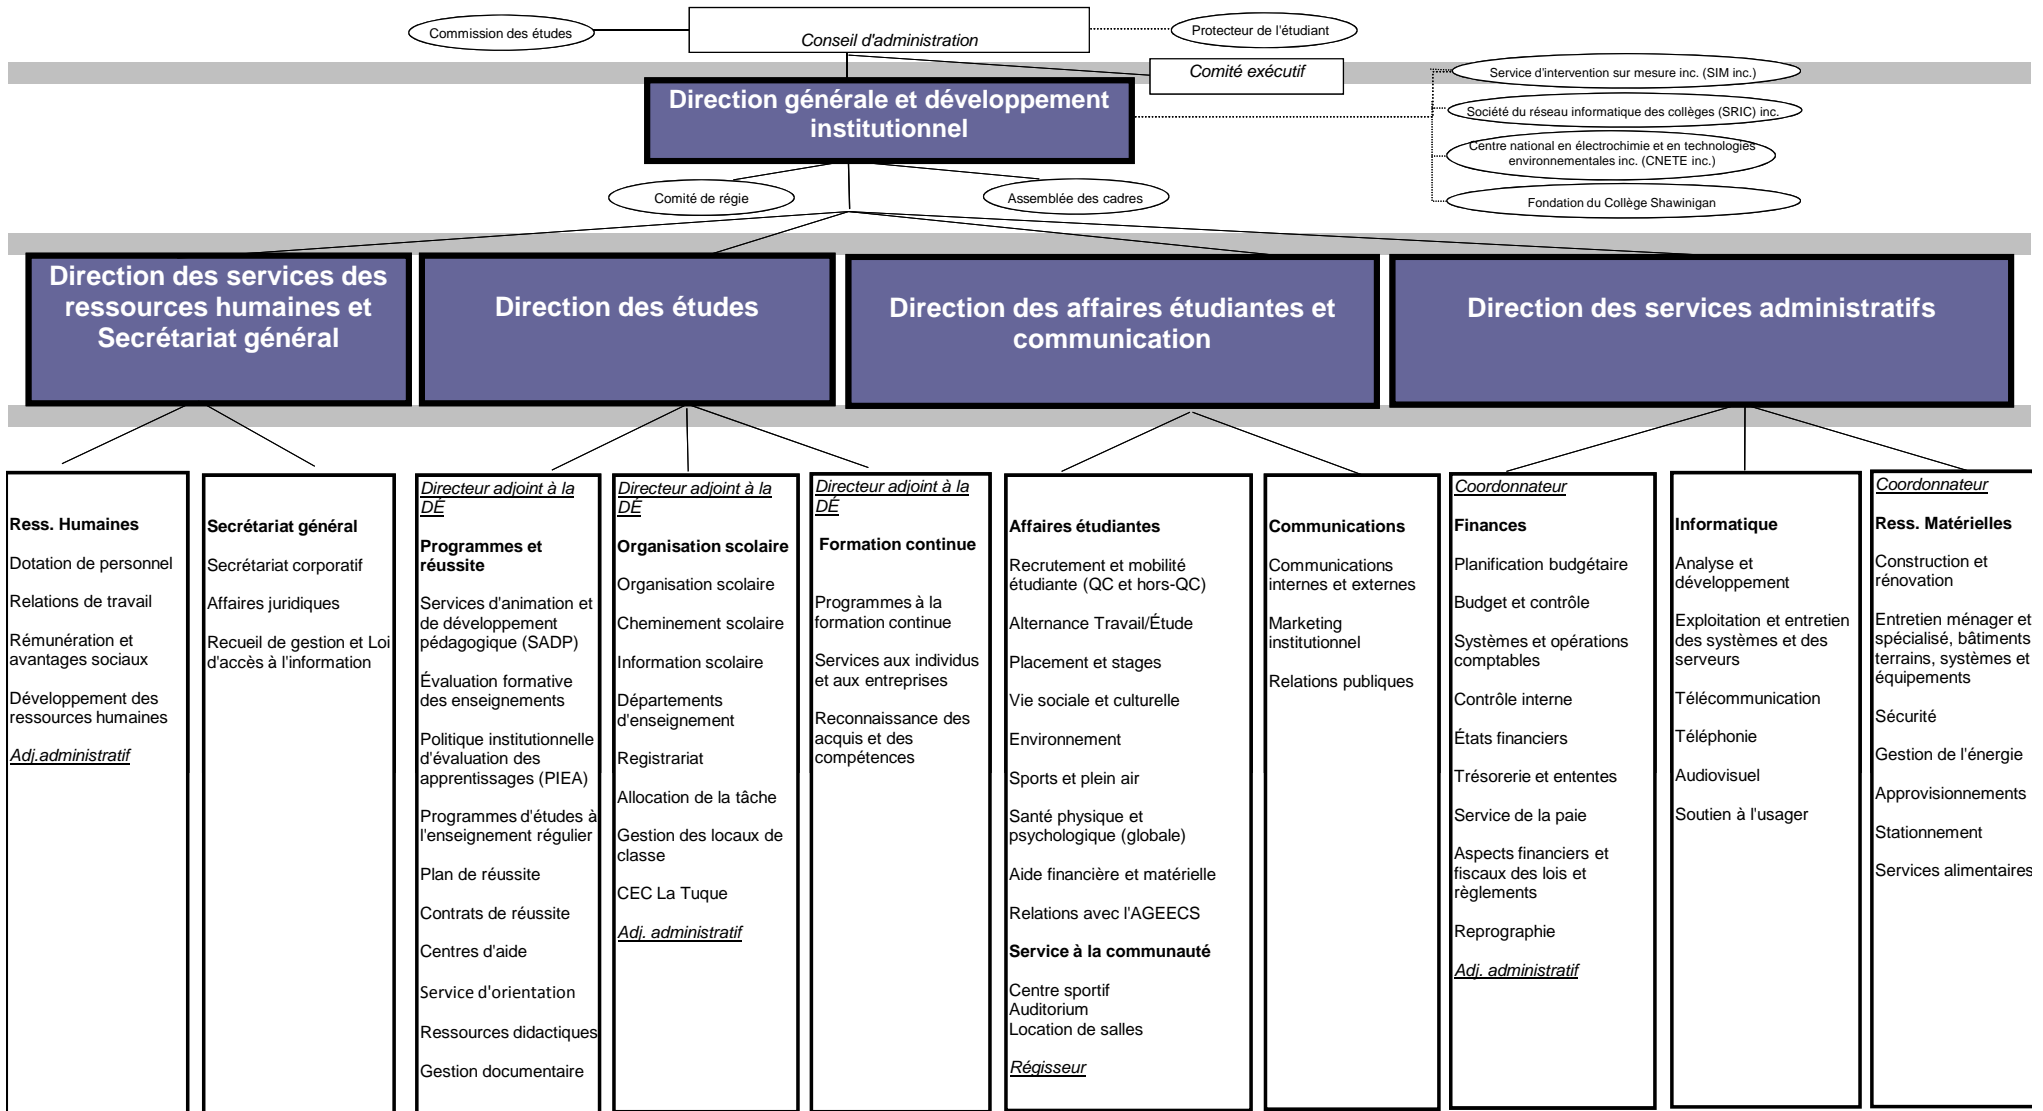 Commission des études
Conseil d'administration
Protecteur de l'étudiant
Comité exécutif
Direction générale et développement
institutionnel
Service d'intervention sur mesure inc. (SIM inc.)
Société du réseau informatique des collèges (SRIC) inc.
Centre national en électrochimie et en technologies
environnementales inc. (CNETE inc.)
Fondation du Collège Shawinigan
Comité de régie
Assemblée des cadres
Direction des services des
ressources humaines et
Secrétariat général
Direction des études
Direction des affaires étudiantes et
communication
Direction des services administratifs
Ress. Humaines
Dotation de personnel
Relations de travail
Rémunération et
avantages sociaux
Développement des
ressources humaines
Adj.administratif
Secrétariat général
Secrétariat corporatif
Affaires juridiques
Recueil de gestion et Loi
d'accès à l'information
Directeur adjoint à la
DÉ
Programmes et
réussite
Services d'animation et
de développement
pédagogique (SADP)
Évaluation formative
des enseignements
Politique institutionnelle
d'évaluation des
apprentissages (PIEA)
Programmes d'études à
l'enseignement régulier
Plan de réussite
Contrats de réussite
Centres d'aide
Service d'orientation
Ressources didactiques
Gestion documentaire
Directeur adjoint à la
DÉ
Organisation scolaire
Organisation scolaire
Cheminement scolaire
Information scolaire
Départements
d'enseignement
Registrariat
Allocation de la tâche
Gestion des locaux de
classe
CEC La Tuque
Adj. administratif
Directeur adjoint à la
DÉ
Formation continue
Programmes à la
formation continue
Services aux individus
et aux entreprises
Reconnaissance des
acquis et des
compétences
Affaires étudiantes
Recrutement et mobilité
étudiante (QC et hors-QC)
Alternance Travail/Étude
Placement et stages
Vie sociale et culturelle
Environnement
Sports et plein air
Santé physique et
psychologique (globale)
Aide financière et matérielle
Relations avec l'AGEECS
Service à la communauté
Centre sportif
Auditorium
Location de salles
Régisseur
Communications
Communications
internes et externes
Marketing
institutionnel
Relations publiques
Coordonnateur
Finances
Planification budgétaire
Budget et contrôle
Systèmes et opérations
comptables
Contrôle interne
États financiers
Trésorerie et ententes
Service de la paie
Aspects financiers et
fiscaux des lois et
règlements
Reprographie
Adj. administratif
Informatique
Analyse et
développement
Exploitation et entretien
des systèmes et des
serveurs
Télécommunication
Téléphonie
Audiovisuel
Soutien à l'usager
Coordonnateur
Ress. Matérielles
Construction et
rénovation
Entretien ménager et
spécialisé, bâtiments
terrains, systèmes et
équipements
Sécurité
Gestion de l'énergie
Approvisionnements
Stationnement
Services alimentaires